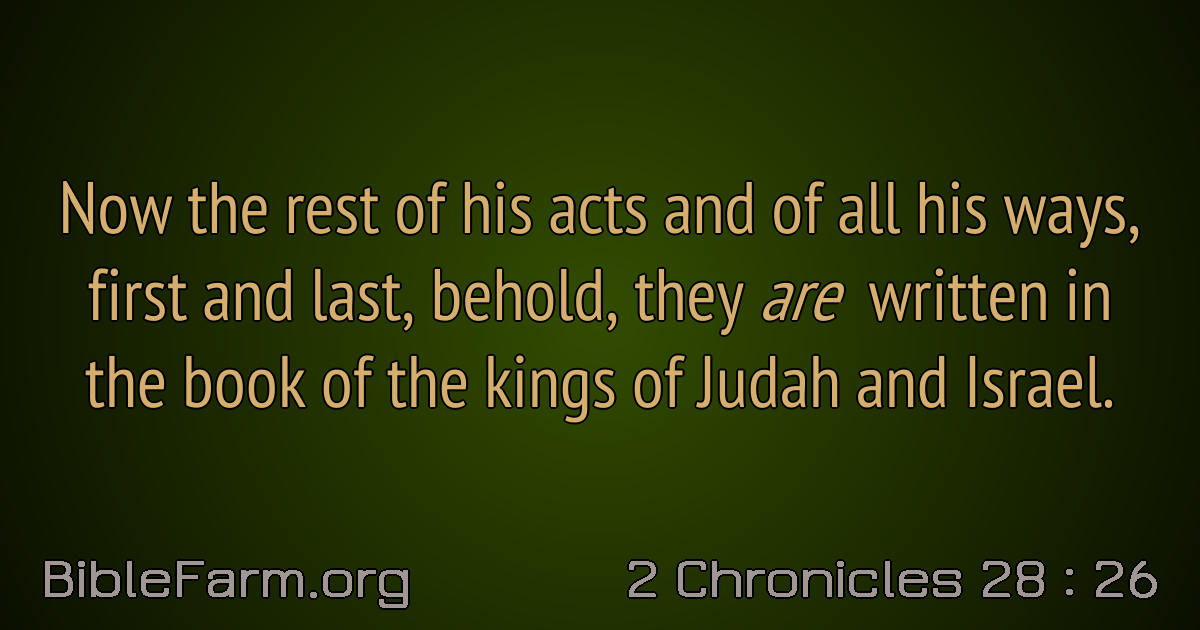 Now the rest of his acts and of all his ways,
first and last, behold, they are written in
the book of the kings of Judah and Israel.
BibleFarm.org
2 Chronicles 28 : 26